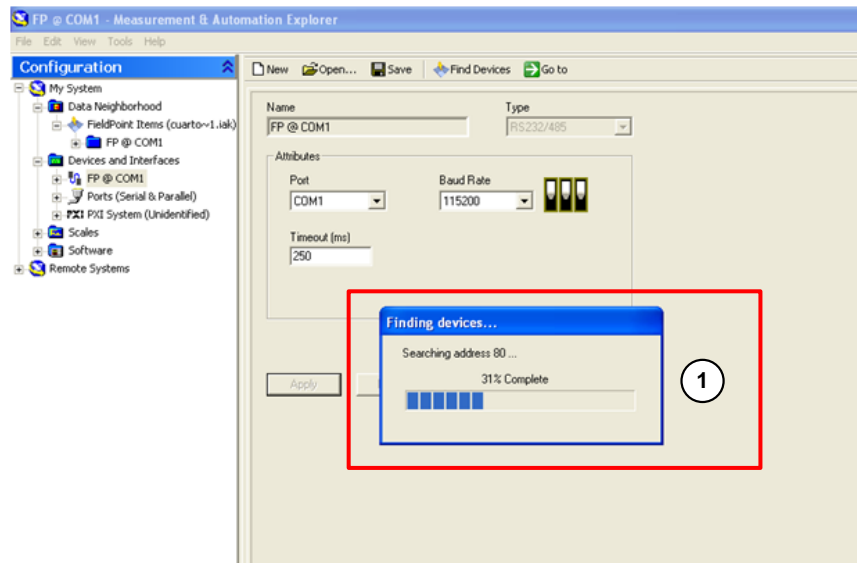 FP @ COM1 - Measurement & Automation Explorer
File Edit View Tools Help
Configuration
My System
Data Neighborhood
FieldPoint Items (cuarto~1.iak)
FP @ COM1
Devices and Interfaces
FP @ COM1
Ports (Serial & Parallel)
PXI PXI System (Unidentified)
Scales
Software
Remote Systems
New Open... Save Find Devices Go to
Name Type
FP @ COM1 RS232/485
Attributes
Port Baud Rate
COM1 115200
Timeout (ms)
250
Finding devices...
Searching address 80 ...
31% Complete
Apply
1